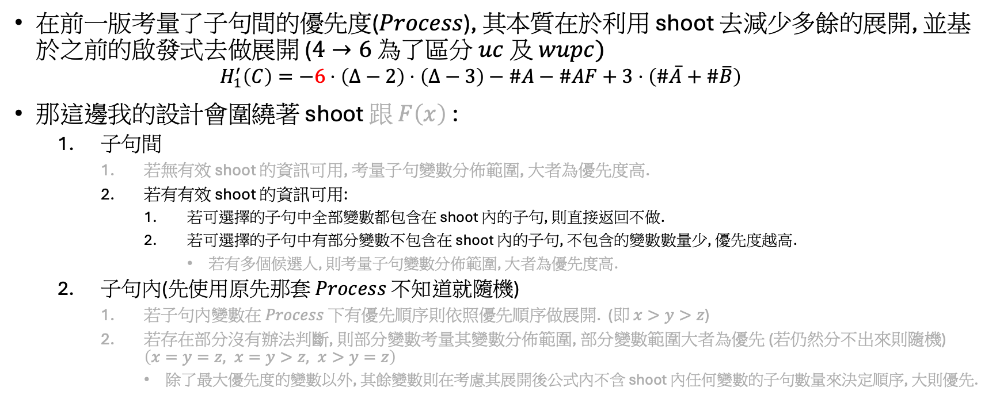 • 在前一版考量了子句間的優先度(Process), 其本質在於利用 shoot 去減少多餘的展開, 並基
於之前的啟發式去做展開 (4 → 6 為了區分 uc 及 wupc)
H′₁(C) = −6 · (Δ − 2) · (Δ − 3) − #A − #AF + 3 · (#Ā + #B̄)
• 那這邊我的設計會圍繞著 shoot 跟 F(x) :
1. 子句間
1. 若無有效 shoot 的資訊可用, 考量子句變數分佈範圍, 大者為優先度高.
2. 若有有效 shoot 的資訊可用:
1. 若可選擇的子句中全部變數都包含在 shoot 內的子句, 則直接返回不做.
2. 若可選擇的子句中有部分變數不包含在 shoot 內的子句, 不包含的變數數量少, 優先度越高.
• 若有多個候選人, 則考量子句變數分佈範圍, 大者為優先度高.
2. 子句內(先使用原先那套 Process 不知道就隨機)
1. 若子句內變數在 Process 下有優先順序則依照優先順序做展開. (即 x > y > z)
2. 若存在部分沒有辦法判斷, 則部分變數考量其變數分佈範圍, 部分變數範圍大者為優先 (若仍然分不出來則隨機)
(x = y = z, x = y > z, x > y = z)
• 除了最大優先度的變數以外, 其餘變數則在考慮其展開後公式內不含 shoot 內任何變數的子句數量來決定順序, 大則優先.